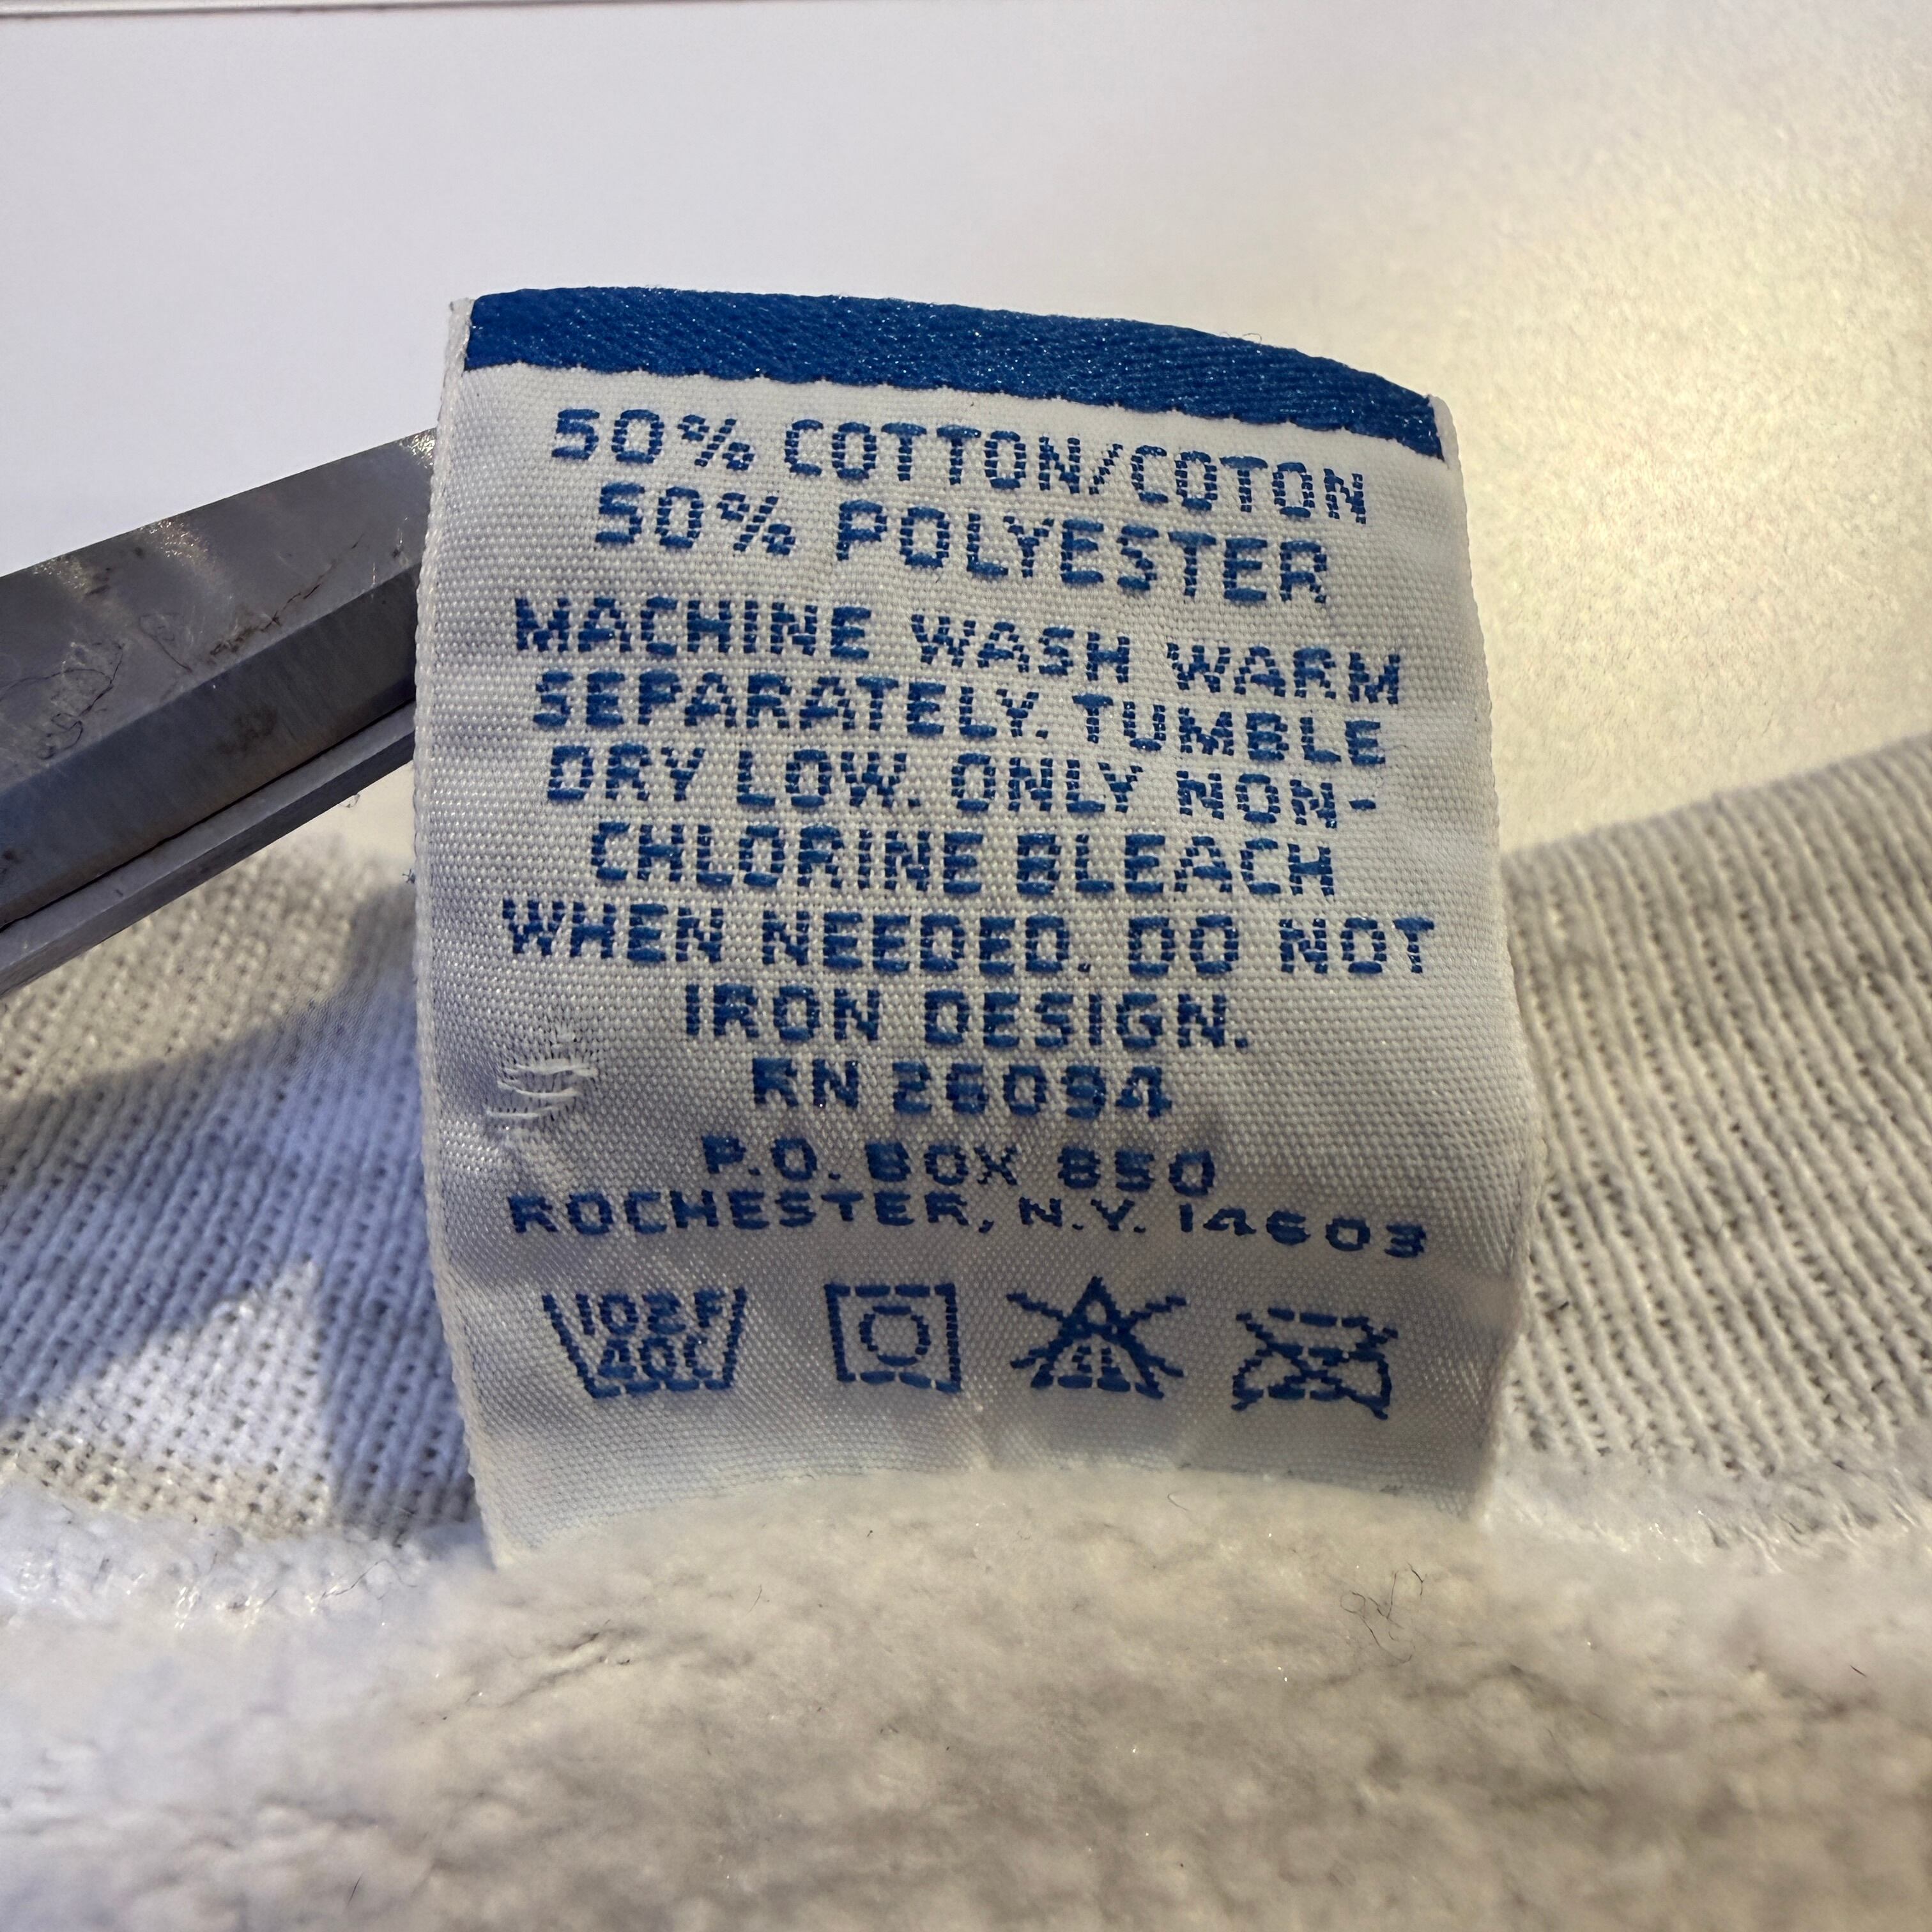 50% COTTON/COTON
50% POLYESTER
MACHINE WASH WARM
SEPARATELY. TUMBLE
DRY LOW. ONLY NON-
CHLORINE BLEACH
WHEN NEEDED. DO NOT
IRON DESIGN.
RN 26094
P.O. BOX 850
ROCHESTER, N.Y. 14603
102F
40C
CL